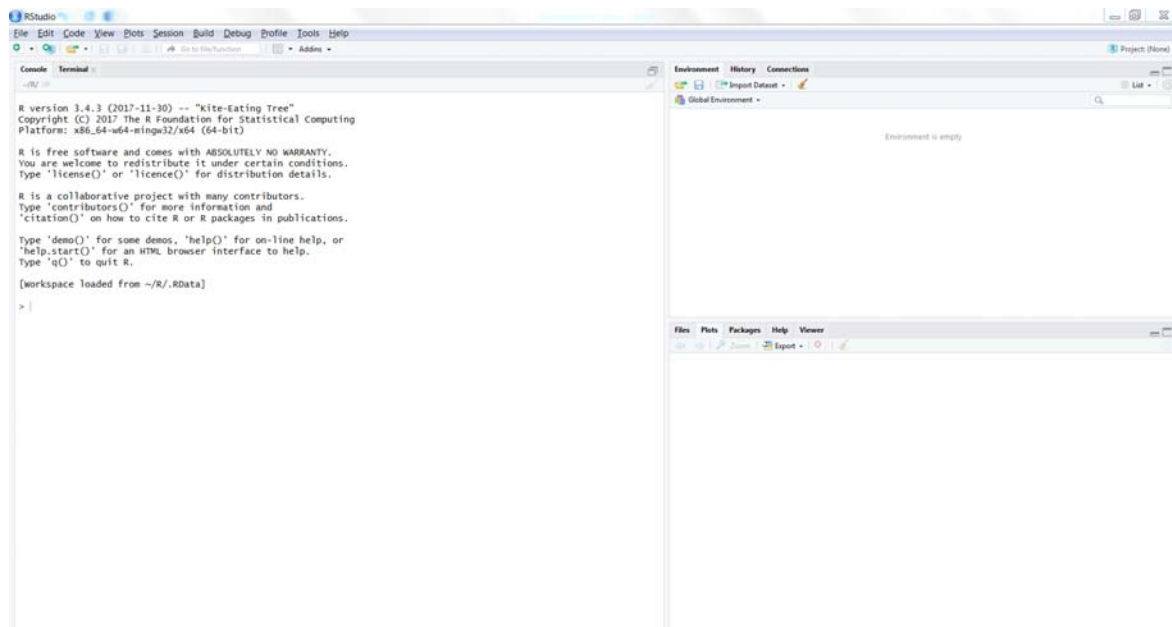 RStudio
File Edit Code View Plots Session Build Debug Profile Tools Help
Go to file/function Addins Project: (None)
Console Terminal
~/R/
R version 3.4.3 (2017-11-30) -- "Kite-Eating Tree"
Copyright (C) 2017 The R Foundation for Statistical Computing
Platform: x86_64-w64-mingw32/x64 (64-bit)
R is free software and comes with ABSOLUTELY NO WARRANTY.
You are welcome to redistribute it under certain conditions.
Type 'license()' or 'licence()' for distribution details.
R is a collaborative project with many contributors.
Type 'contributors()' for more information and
'citation()' on how to cite R or R packages in publications.
Type 'demo()' for some demos, 'help()' for on-line help, or
'help.start()' for an HTML browser interface to help.
Type 'q()' to quit R.
[Workspace loaded from ~/R/.RData]
>
Environment History Connections
Import Dataset List
Global Environment
Environment is empty
Files Plots Packages Help Viewer
Zoom Export